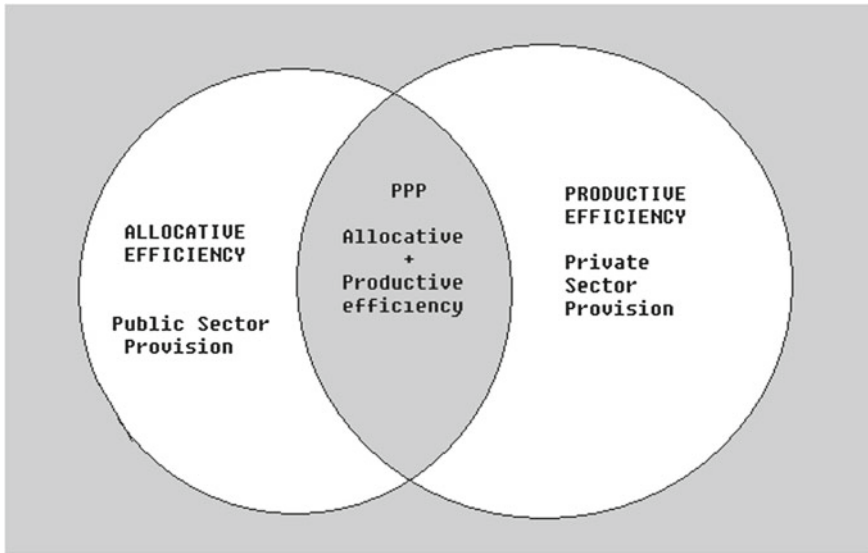 ALLOCATIVE
EFFICIENCY
Public Sector
Provision
PPP
Allocative
+
Productive
efficiency
PRODUCTIVE
EFFICIENCY
Private
Sector
Provision